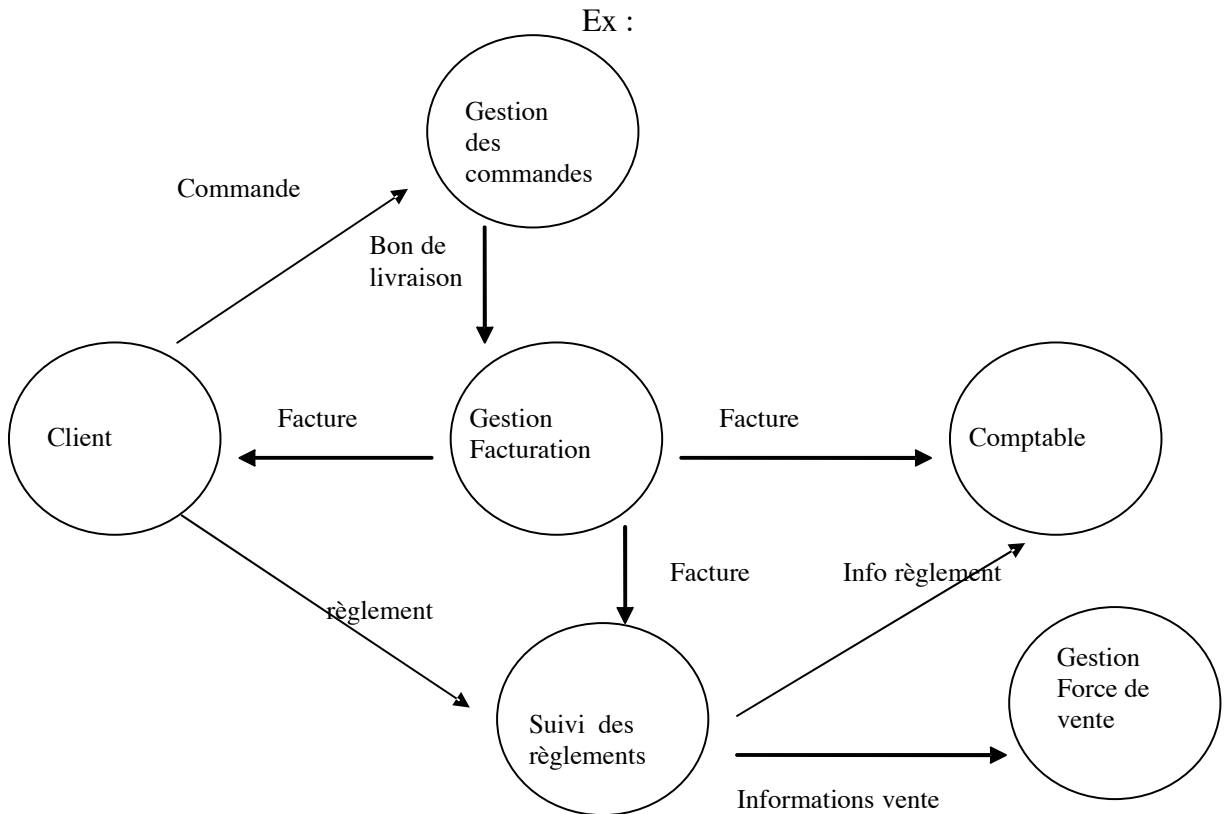 Ex :
Gestion
des
commandes
Commande
Bon de
livraison
Client
Facture
Gestion
Facturation
Facture
Comptable
Facture
Info règlement
règlement
Gestion
Force de
vente
Suivi des
règlements
Informations vente